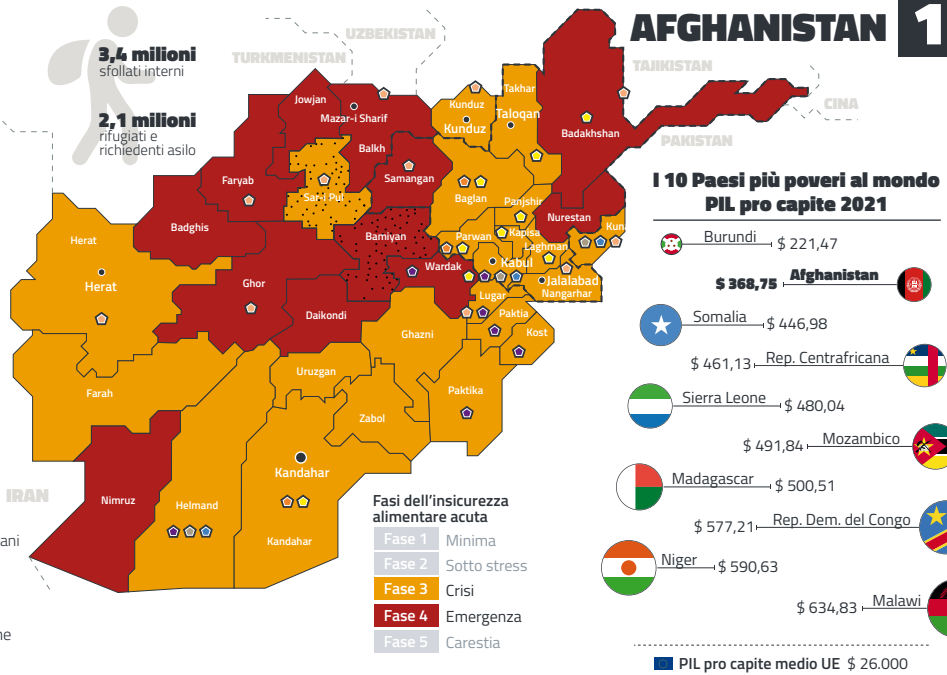 AFGHANISTAN 1
3,4 milioni
sfollati interni
2,1 milioni
rifugiati e
richiedenti asilo
UZBEKISTAN
TURKMENISTAN
TAJIKISTAN
CINA
PAKISTAN
IRAN
Jowjan
Mazar-i Sharif
Balkh
Kunduz
Kunduz
Takhar
Taloqan
Badakhshan
Faryab
Sar-i Pul
Samangan
Baglan
Panjshir
Nurestan
Badghis
Bamiyan
Parwan
Kapisa
Laghman
Herat
Herat
Ghor
Wardak
Kabul
Jalalabad
Nangarhar
Daikondi
Lugar
Paktia
Kost
Ghazni
Uruzgan
Farah
Zabol
Paktika
Nimruz
Helmand
Kandahar
Kandahar
ani
ne
Fasi dell'insicurezza
alimentare acuta
Fase 1 Minima
Fase 2 Sotto stress
Fase 3 Crisi
Fase 4 Emergenza
Fase 5 Carestia
I 10 Paesi più poveri al mondo
PIL pro capite 2021
Burundi $ 221,47
$ 368,75 Afghanistan
Somalia $ 446,98
$ 461,13 Rep. Centrafricana
Sierra Leone $ 480,04
$ 491,84 Mozambico
Madagascar $ 500,51
$ 577,21 Rep. Dem. del Congo
Niger $ 590,63
$ 634,83 Malawi
PIL pro capite medio UE $ 26.000